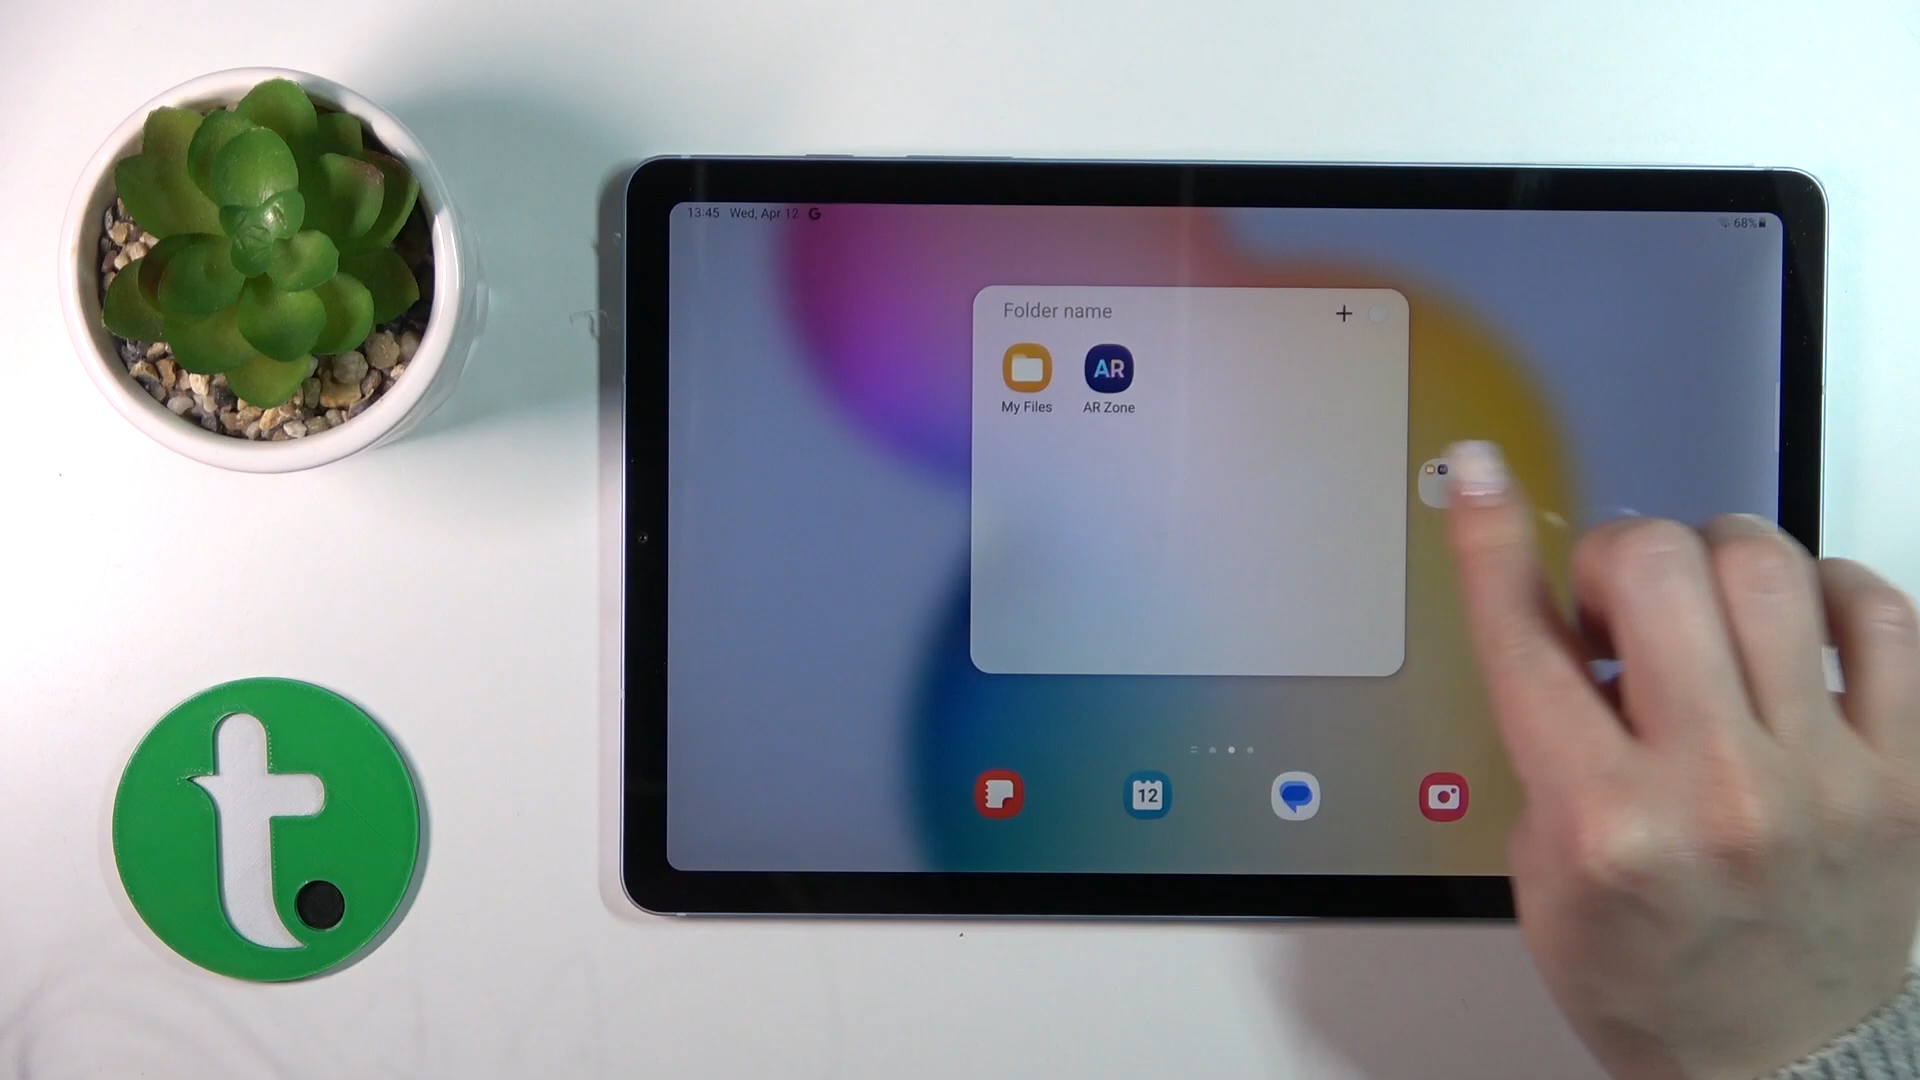 13:45 Wed, Apr 12 G
68%
Folder name
AR
My Files
AR Zone
12
t.